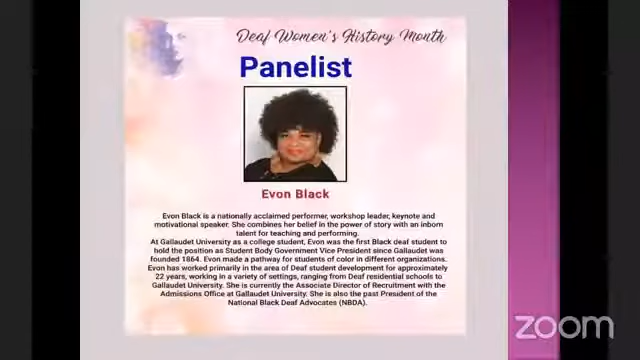 Deaf Women's History Month
Panelist
Evon Black
Evon Black is a nationally acclaimed performer, workshop leader, keynote and
motivational speaker. She combines her belief in the power of story with an inborn
talent for teaching and performing.
At Gallaudet University as a college student, Evon was the first Black deaf student to
hold the position as Student Body Government Vice President since Gallaudet was
founded 1864. Evon made a pathway for students of color in different organizations.
Evon has worked primarily in the area of Deaf student development for approximately
22 years, working in a variety of settings, ranging from Deaf residential schools to
Gallaudet University. She is currently the Associate Director of Recruitment with the
Admissions Office at Gallaudet University. She is also the past President of the
National Black Deaf Advocates (NBDA).
zoom